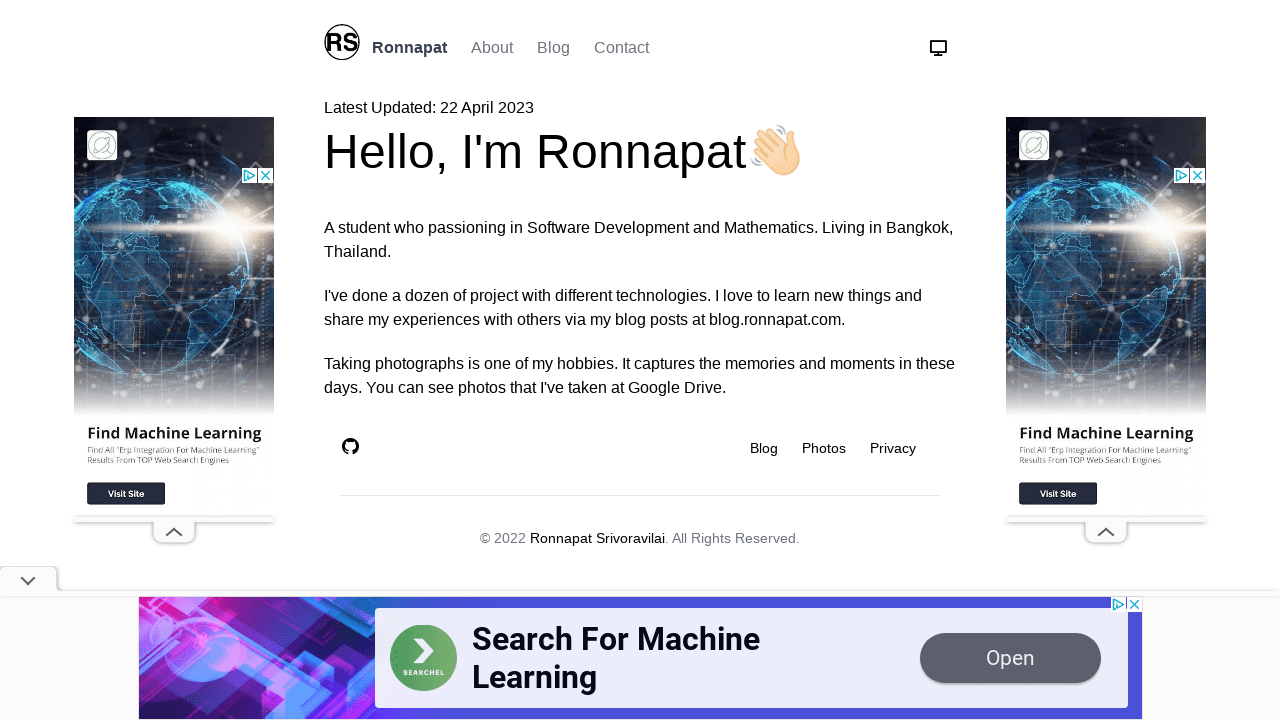 RS
Ronnapat About Blog Contact
Latest Updated: 22 April 2023
Hello, I'm Ronnapat👋🏻
A student who passioning in Software Development and Mathematics. Living in Bangkok,
Thailand.
I've done a dozen of project with different technologies. I love to learn new things and
share my experiences with others via my blog posts at blog.ronnapat.com.
Taking photographs is one of my hobbies. It captures the memories and moments in these
days. You can see photos that I've taken at Google Drive.
Blog Photos Privacy
© 2022 Ronnapat Srivoravilai. All Rights Reserved.
Find Machine Learning
Find All "Erp Integration For Machine Learning"
Results From TOP Web Search Engines
Visit Site
Find Machine Learning
Find All "Erp Integration For Machine Learning"
Results From TOP Web Search Engines
Visit Site
SEARCHEL
Search For Machine
Learning
Open